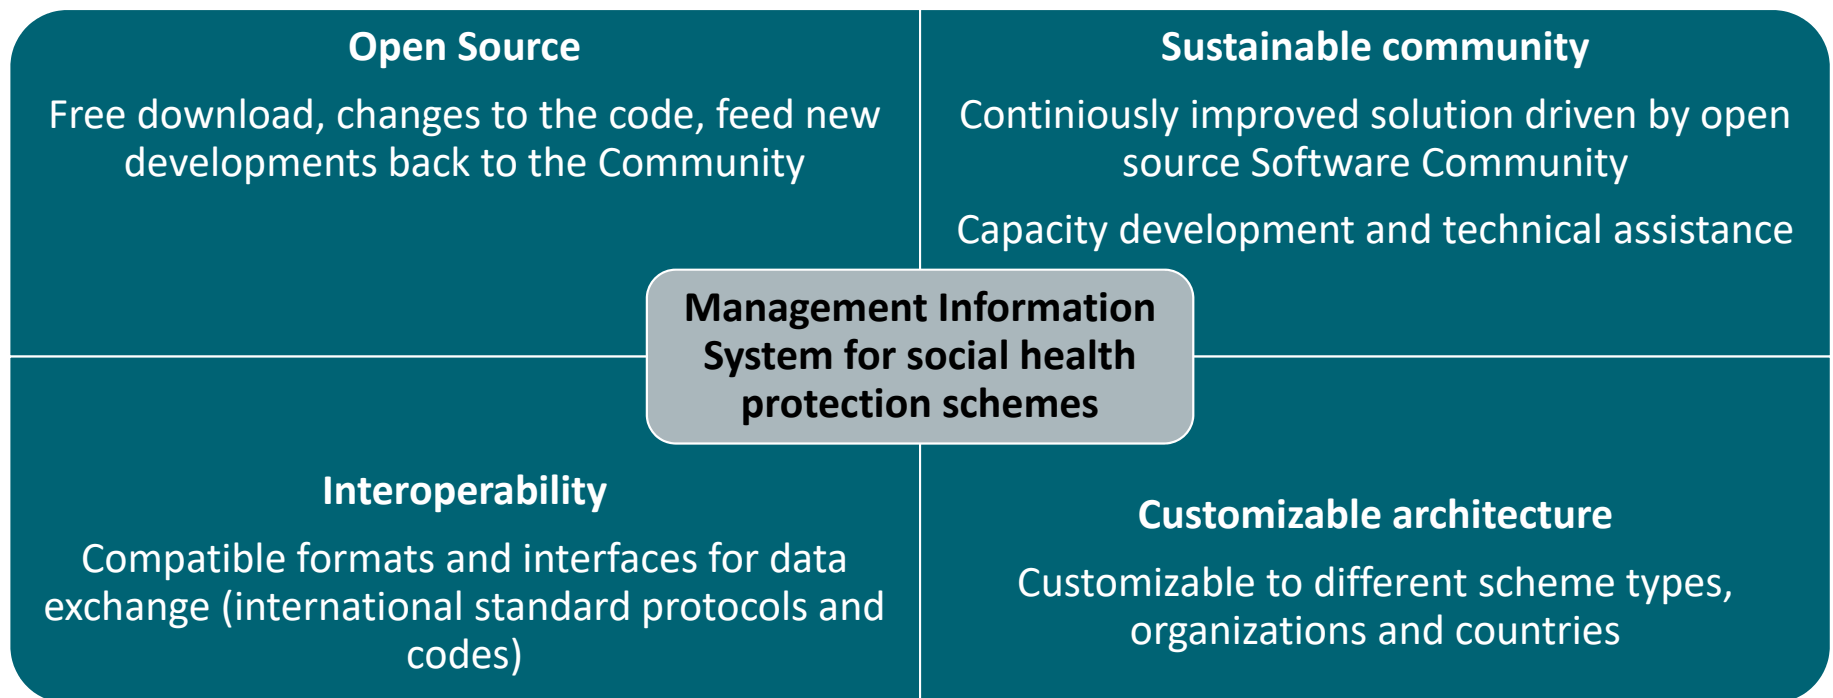 Open Source
Free download, changes to the code, feed new
developments back to the Community
Sustainable community
Continiously improved solution driven by open
source Software Community
Capacity development and technical assistance
Management Information
System for social health
protection schemes
Interoperability
Compatible formats and interfaces for data
exchange (international standard protocols and
codes)
Customizable architecture
Customizable to different scheme types,
organizations and countries